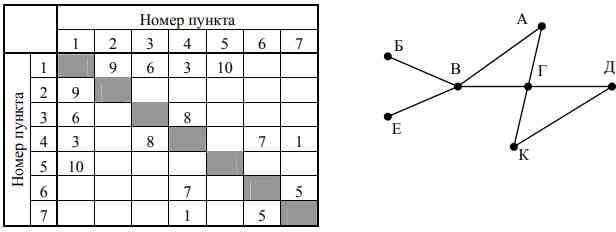 Номер пункта
1 2 3 4 5 6 7
Номер пункта
1 9 6 3 10
2 9
3 6 8
4 3 8 7 1
5 10
6 7 5
7 1 5
А
Б
В Г Д
Е
К